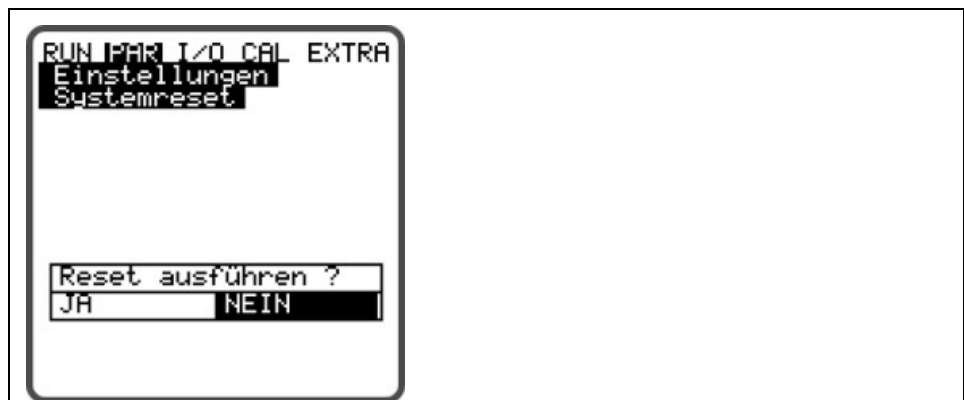 RUN PAR I/O CAL EXTRA
Einstellungen
Systemreset
Reset ausführen ?
JA NEIN